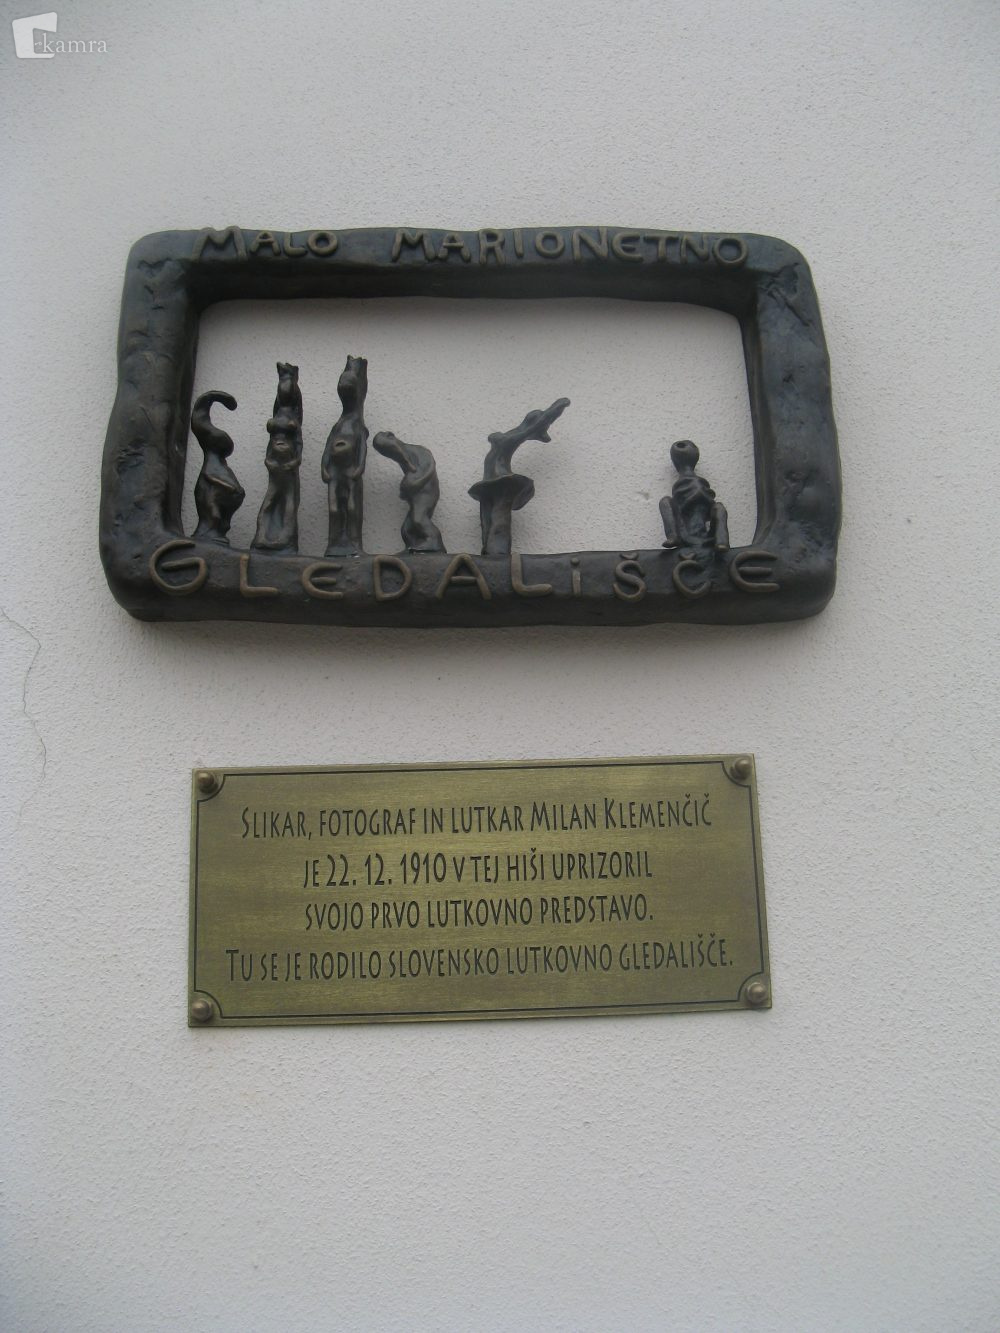 kamra
MALO MARIONETNO
GLEDALiŠČE
SLIKAR, FOTOGRAF IN LUTKAR MILAN KLEMENČIČ
JE 22. 12. 1910 V TEJ HIŠI UPRIZORIL
SVOJO PRVO LUTKOVNO PREDSTAVO.
TU SE JE RODILO SLOVENSKO LUTKOVNO GLEDALIŠČE.